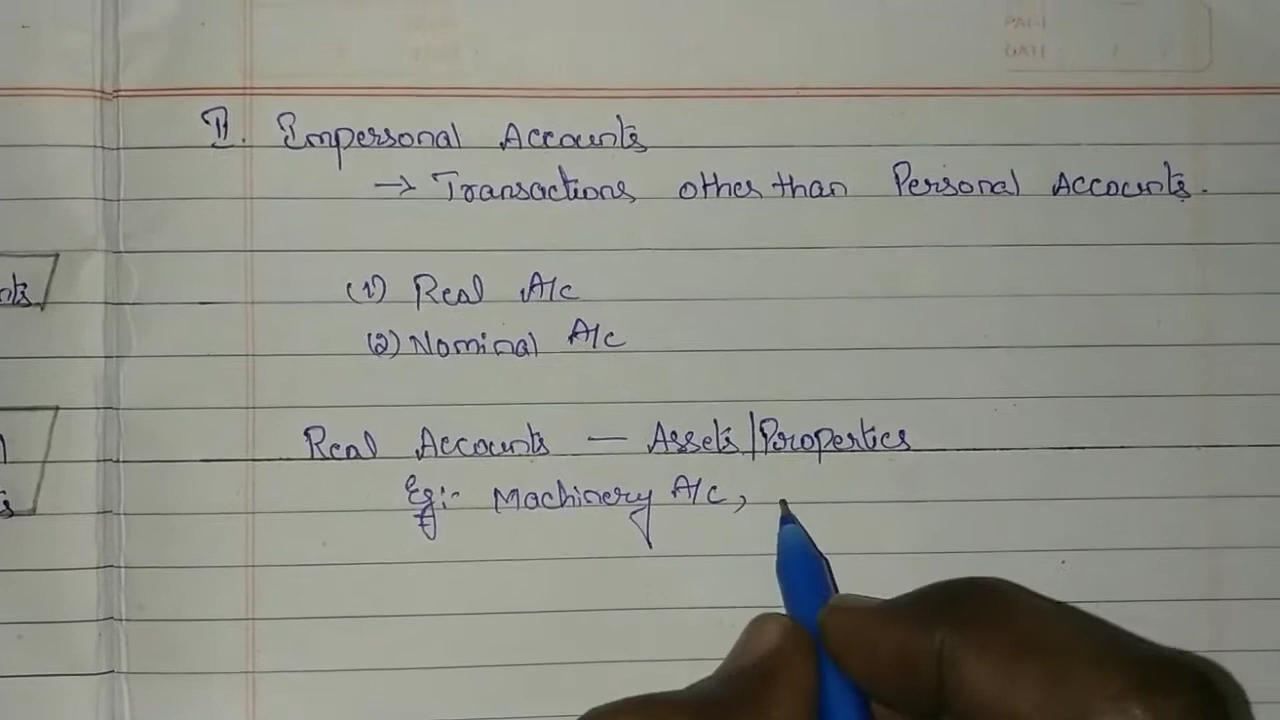 II. Impersonal Accounts
→ Transactions other than Personal Accounts.
(1) Real A/c
(2) Nominal A/c
Real Accounts — Assets/Properties
Eg:- Machinery A/c,